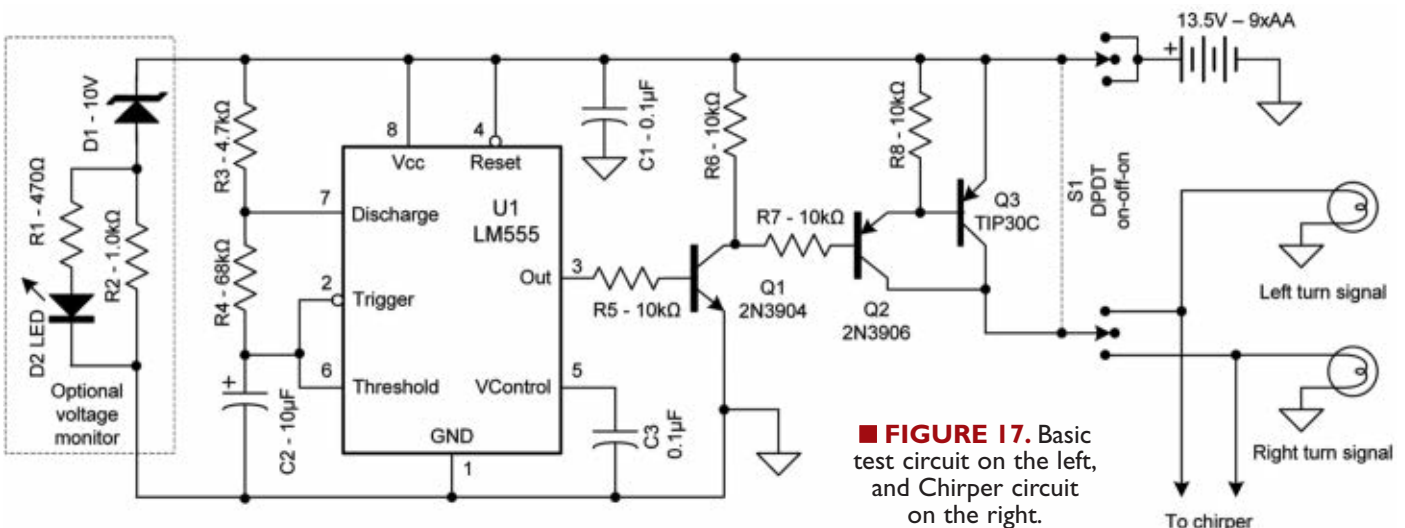 13.5V – 9xAA
+
D1 - 10V
R1 - 470Ω
R2 - 1.0kΩ
D2 LED
Optional
voltage
monitor
R3 - 4.7kΩ
R4 - 68kΩ
+
C2 - 10µF
8
4
Vcc
Reset
7
Discharge
U1
LM555
Out
3
2
Trigger
6
Threshold
VControl
5
GND
1
C1 - 0.1µF
R6 - 10kΩ
R5 - 10kΩ
Q1
2N3904
R7 - 10kΩ
R8 - 10kΩ
Q2
2N3906
Q3
TIP30C
C3
0.1µF
S1
DPDT
on-off-on
Left turn signal
Right turn signal
To chirper
■ FIGURE 17. Basic
test circuit on the left,
and Chirper circuit
on the right.